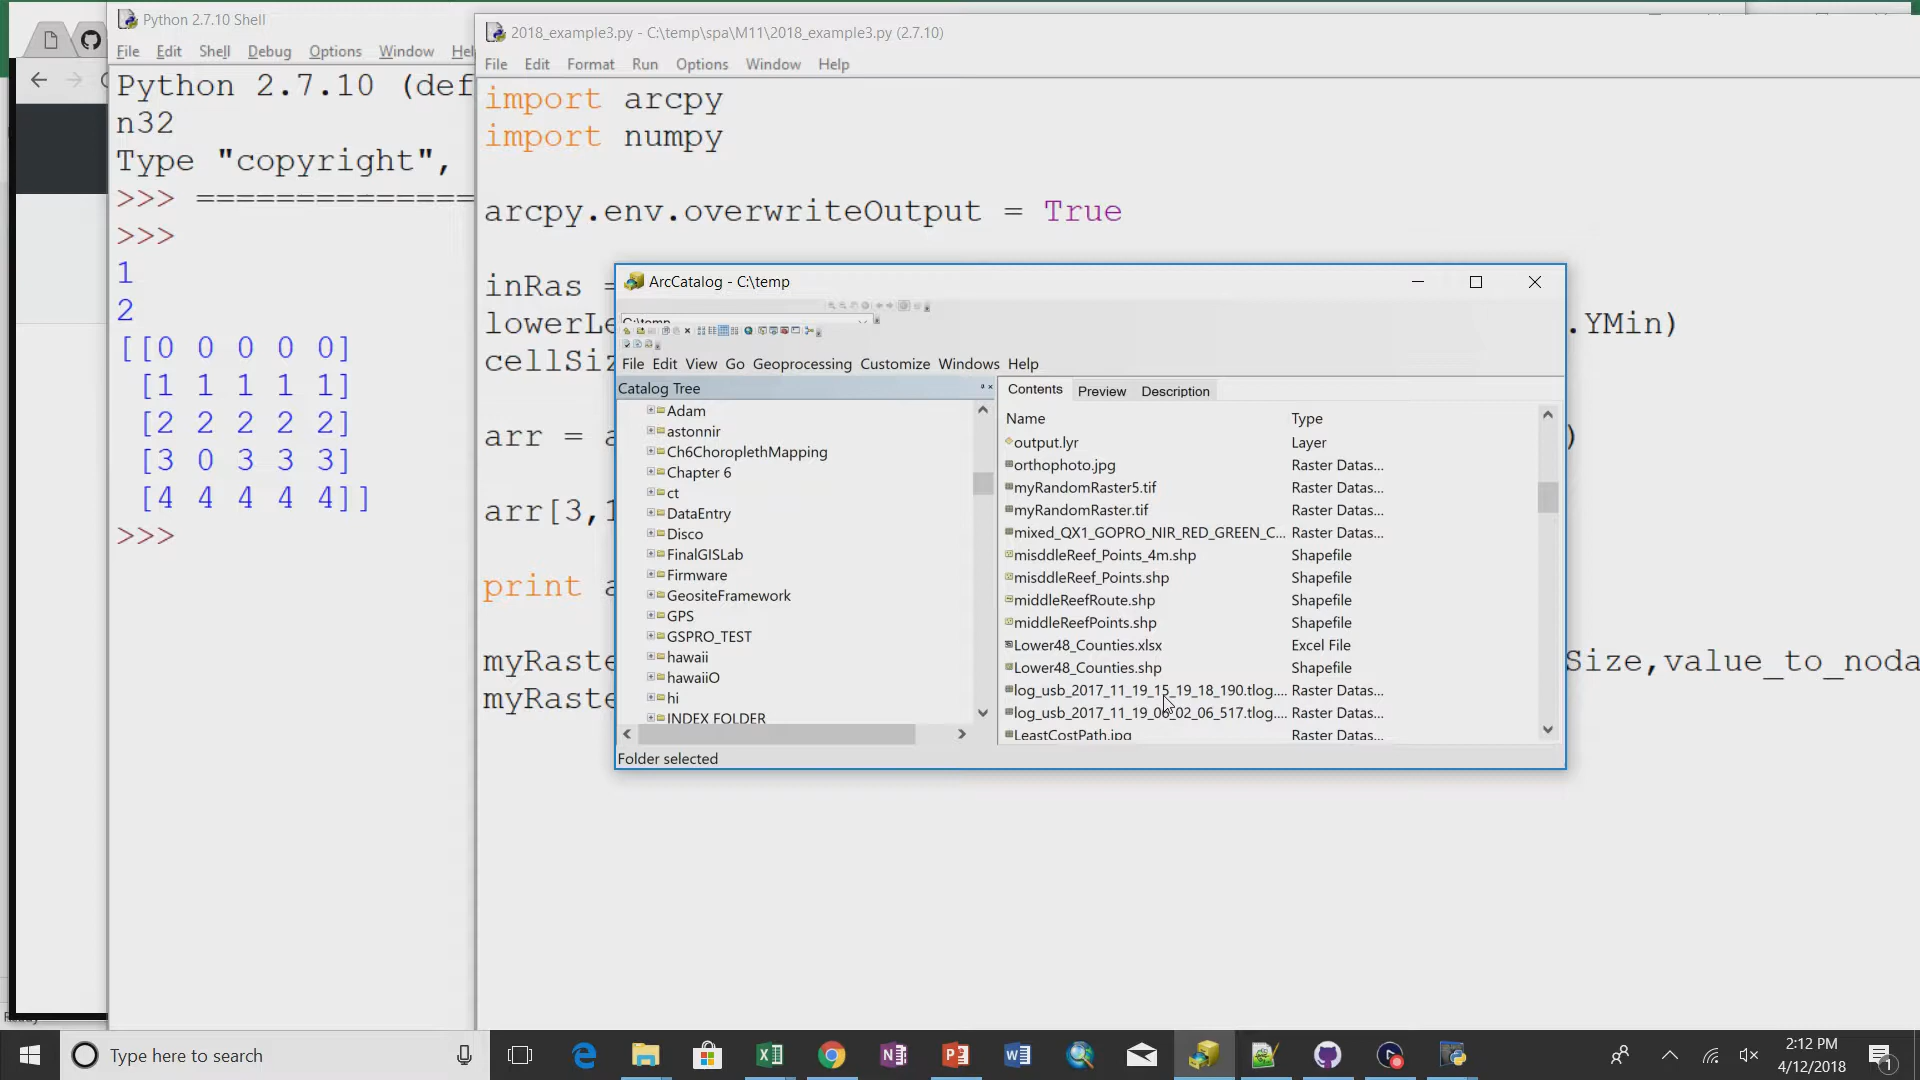 Python 2.7.10 Shell
File Edit Shell Debug Options Window Hel
Python 2.7.10 (def
n32
Type "copyright",
>>> ==============
>>>
1
2
[[0 0 0 0 0]
[1 1 1 1 1]
[2 2 2 2 2]
[3 0 3 3 3]
[4 4 4 4 4]]
>>>
2018_example3.py - C:\temp\spa\M11\2018_example3.py (2.7.10)
File Edit Format Run Options Window Help
import arcpy
import numpy
arcpy.env.overwriteOutput = True
inRas =
lowerLe .YMin)
cellSiz
arr = a )
arr[3,1
print a
myRaste Size,value_to_noda
myRaste
ArcCatalog - C:\temp
C:\temp
File Edit View Go Geoprocessing Customize Windows Help
Catalog Tree
Adam
astonnir
Ch6ChoroplethMapping
Chapter 6
ct
DataEntry
Disco
FinalGISLab
Firmware
GeositeFramework
GPS
GSPRO_TEST
hawaii
hawaiiO
hi
INDEX FOLDER
Contents Preview Description
Name Type
output.lyr Layer
orthophoto.jpg Raster Datas...
myRandomRaster5.tif Raster Datas...
myRandomRaster.tif Raster Datas...
mixed_QX1_GOPRO_NIR_RED_GREEN_C... Raster Datas...
misddleReef_Points_4m.shp Shapefile
misddleReef_Points.shp Shapefile
middleReefRoute.shp Shapefile
middleReefPoints.shp Shapefile
Lower48_Counties.xlsx Excel File
Lower48_Counties.shp Shapefile
log_usb_2017_11_19_15_19_18_190.tlog.... Raster Datas...
log_usb_2017_11_19_06_02_06_517.tlog.... Raster Datas...
LeastCostPath.jpg Raster Datas...
Folder selected
Type here to search
2:12 PM
4/12/2018
1